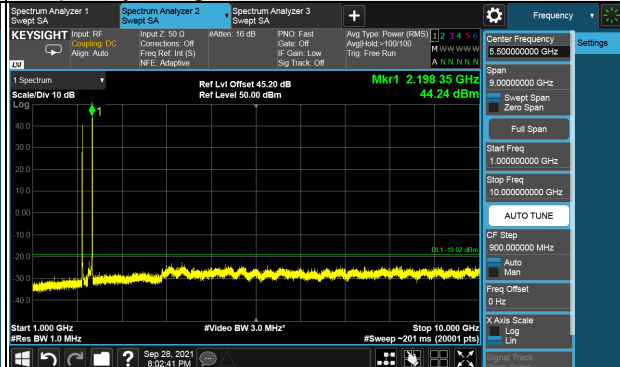 Spectrum Analyzer 1
Swept SA
Spectrum Analyzer 2
Swept SA
Spectrum Analyzer 3
Swept SA
Frequency
KEYSIGHT
Input: RF
Coupling: DC
Align: Auto
Input Z: 50 Ω
Corrections: Off
Freq Ref: Int (S)
NFE: Adaptive
#Atten: 16 dB
PNO: Fast
Gate: Off
IF Gain: Low
Sig Track: Off
Avg Type: Power (RMS)
Avg|Hold:>100/100
Trig: Free Run
1 2 3 4 5 6
M W W W W W
A N N N N N
LXI
1 Spectrum
Scale/Div 10 dB
Log
Ref Lvl Offset 45.20 dB
Ref Level 50.00 dBm
Mkr1 2.198 35 GHz
44.24 dBm
1
40.0
30.0
20.0
10.0
0.00
-10.0
-20.0
-30.0
-40.0
DL1 -19.02 dBm
Start 1.000 GHz
#Res BW 1.0 MHz
#Video BW 3.0 MHz*
Stop 10.000 GHz
#Sweep ~201 ms (20001 pts)
Sep 28, 2021
8:02:41 PM
Center Frequency
5.500000000 GHz
Settings
Span
9.00000000 GHz
Swept Span
Zero Span
Full Span
Start Freq
1.000000000 GHz
Stop Freq
10.000000000 GHz
AUTO TUNE
CF Step
900.000000 MHz
Auto
Man
Freq Offset
0 Hz
X Axis Scale
Log
Lin
Signal Track